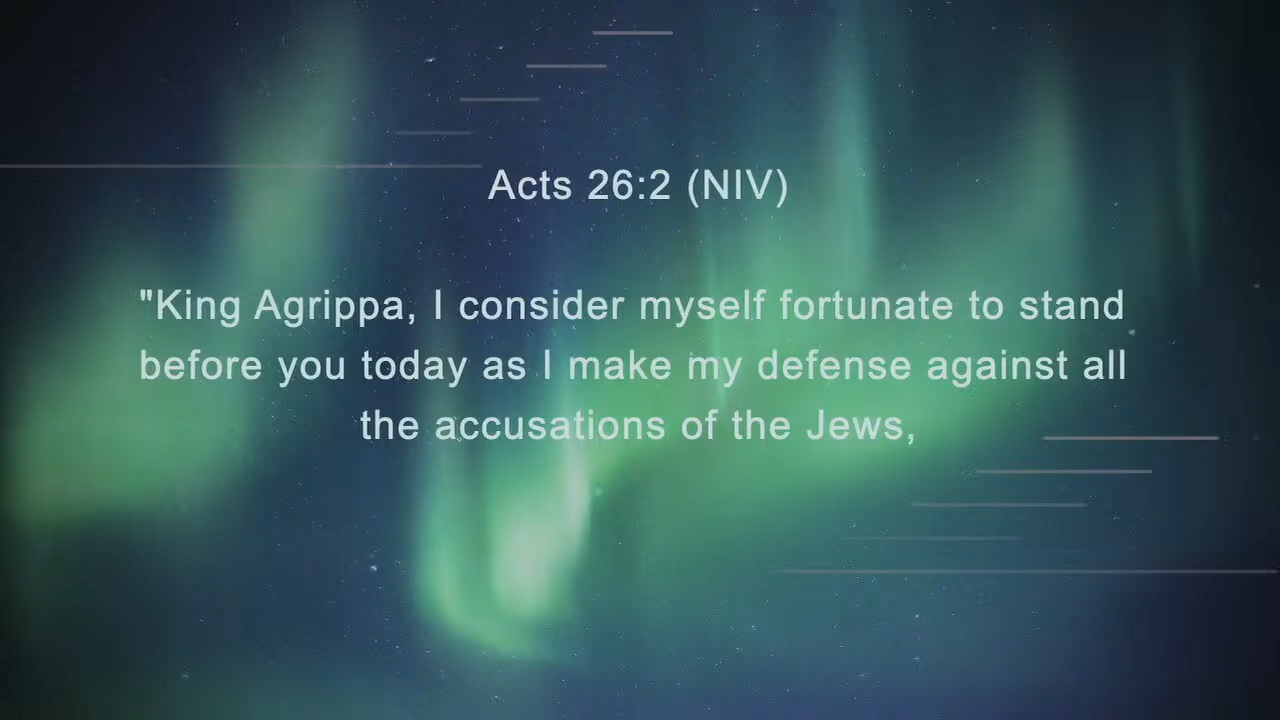 Acts 26:2 (NIV)
"King Agrippa, I consider myself fortunate to stand
before you today as I make my defense against all
the accusations of the Jews,